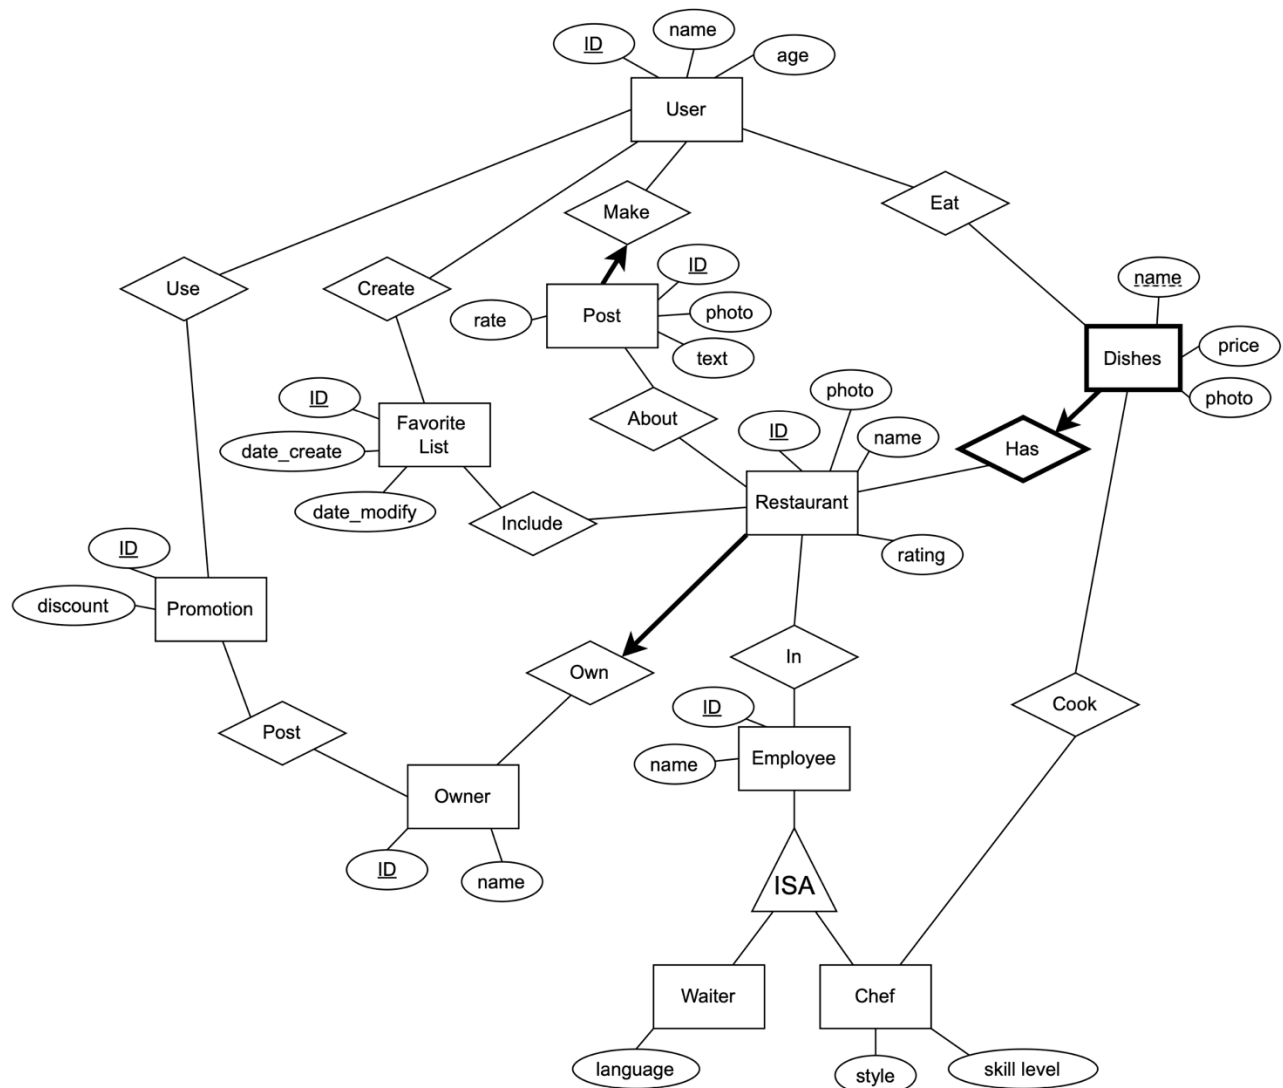 name
ID
age
User
Eat
Make
ID
name
Use
Create
photo
rate
Post
price
Dishes
text
photo
photo
ID
About
name
Favorite
List
ID
date_create
Has
Restaurant
date_modify
Include
ID
rating
discount
Promotion
In
Own
ID
Cook
Post
name
Employee
Owner
ID
name
ISA
Waiter
Chef
language
style
skill level